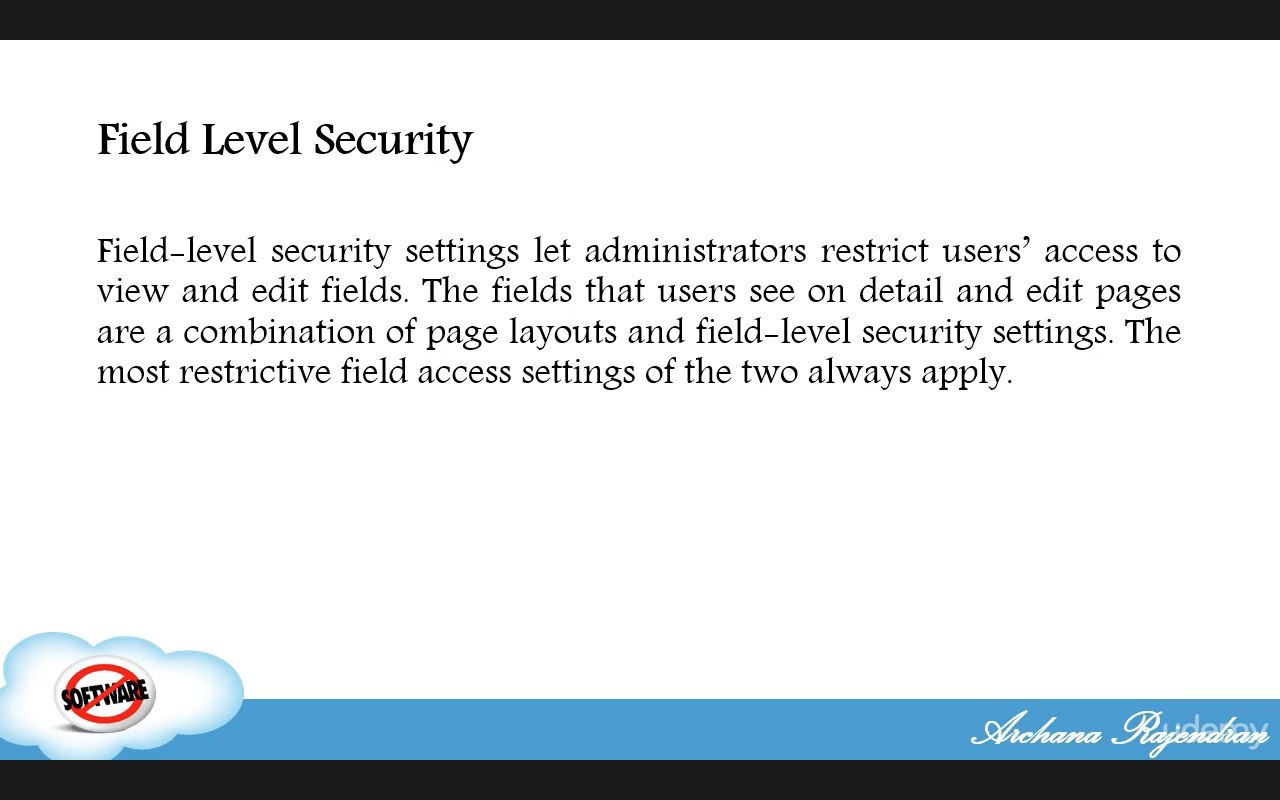 Field Level Security
Field-level security settings let administrators restrict users’ access to
view and edit fields. The fields that users see on detail and edit pages
are a combination of page layouts and field-level security settings. The
most restrictive field access settings of the two always apply.
SOFTWARE
Archana Rajendran
udemy